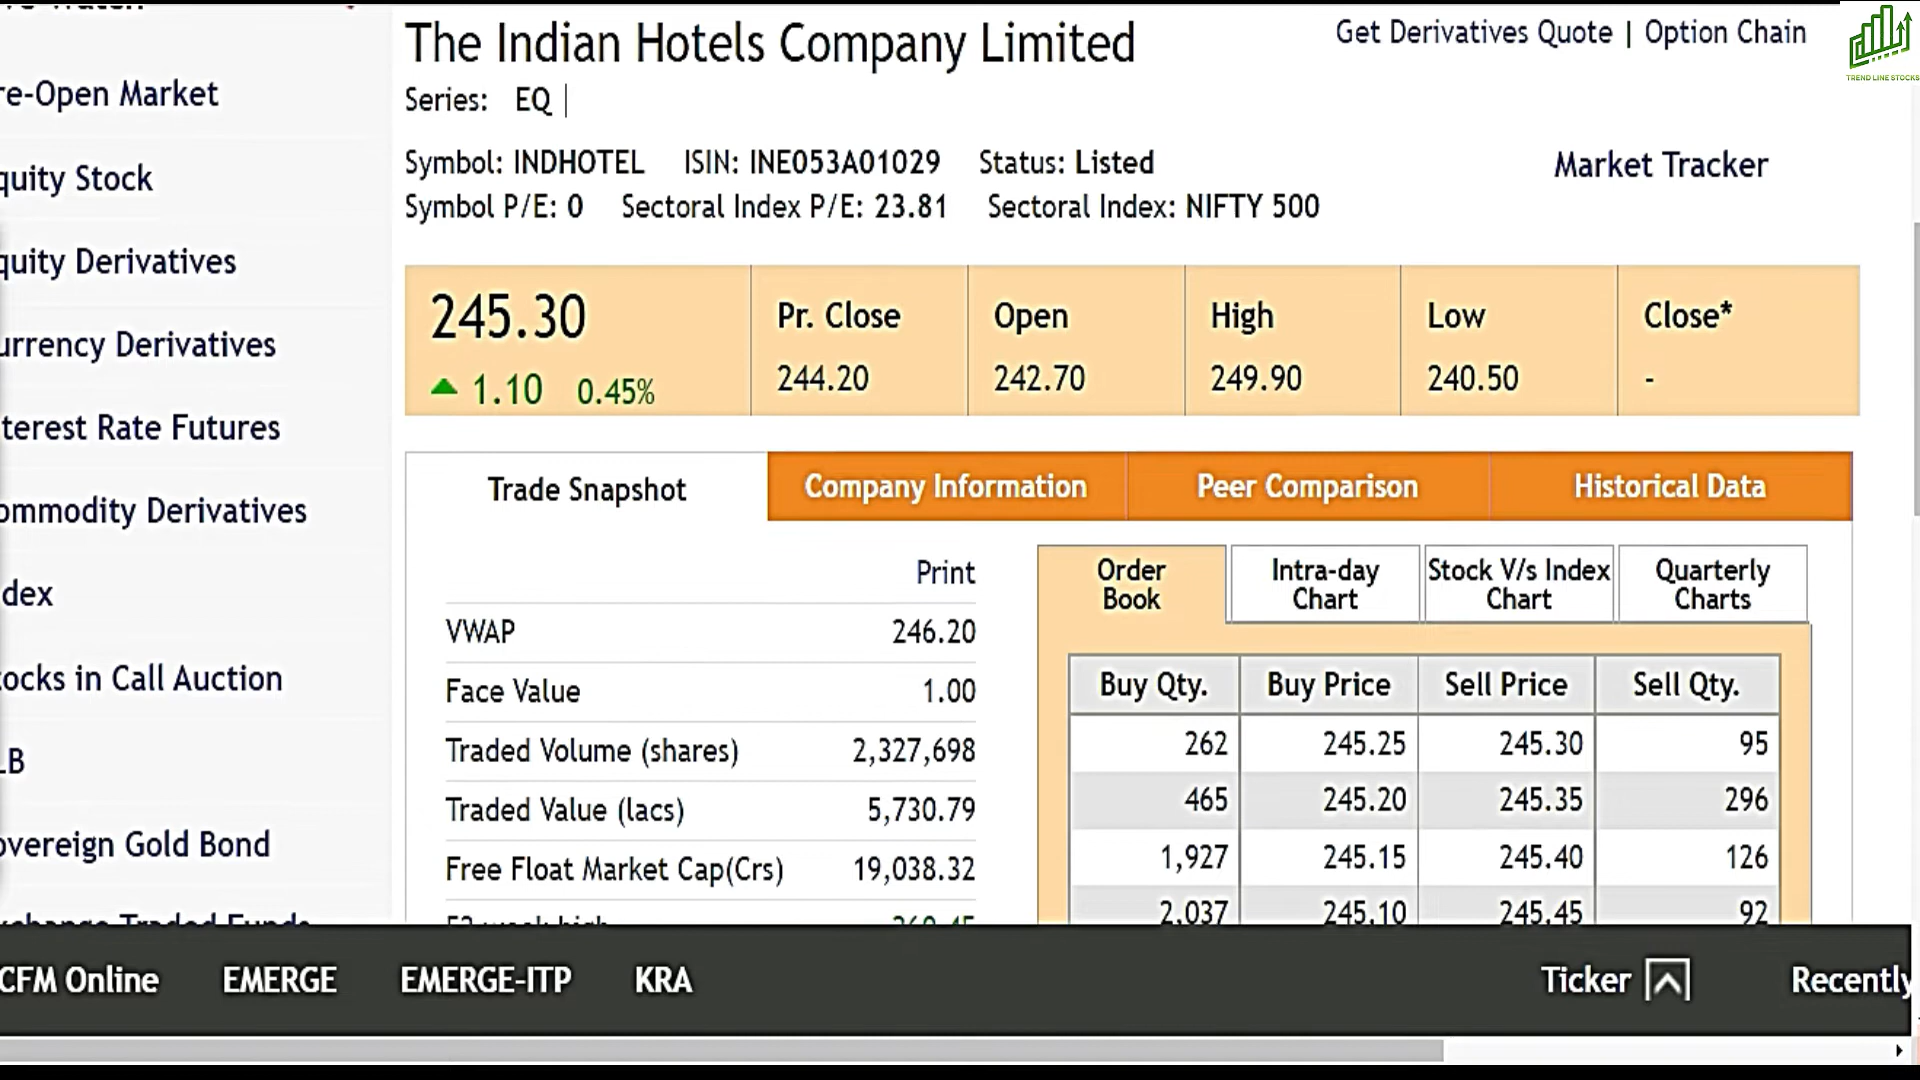 The Indian Hotels Company Limited
Get Derivatives Quote | Option Chain
TREND LINE STOCKS
Series: EQ |
Symbol: INDHOTEL ISIN: INE053A01029 Status: Listed
Market Tracker
Symbol P/E: 0 Sectoral Index P/E: 23.81 Sectoral Index: NIFTY 500
re-Open Market
quity Stock
quity Derivatives
urrency Derivatives
terest Rate Futures
ommodity Derivatives
dex
tocks in Call Auction
LB
overeign Gold Bond
245.30 Pr. Close Open High Low Close*
1.10 0.45% 244.20 242.70 249.90 240.50 -
Trade Snapshot Company Information Peer Comparison Historical Data
Print
VWAP 246.20
Face Value 1.00
Traded Volume (shares) 2,327,698
Traded Value (lacs) 5,730.79
Free Float Market Cap(Crs) 19,038.32
Order Book
Intra-day Chart
Stock V/s Index Chart
Quarterly Charts
Buy Qty. Buy Price Sell Price Sell Qty.
262 245.25 245.30 95
465 245.20 245.35 296
1,927 245.15 245.40 126
2,037 245.10 245.45 92
CFM Online EMERGE EMERGE-ITP KRA Ticker Recently